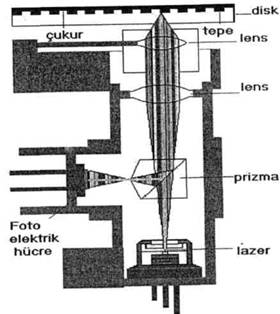 disk
çukur
tepe
lens
lens
prizma
Foto
elektrik
hücre
lazer